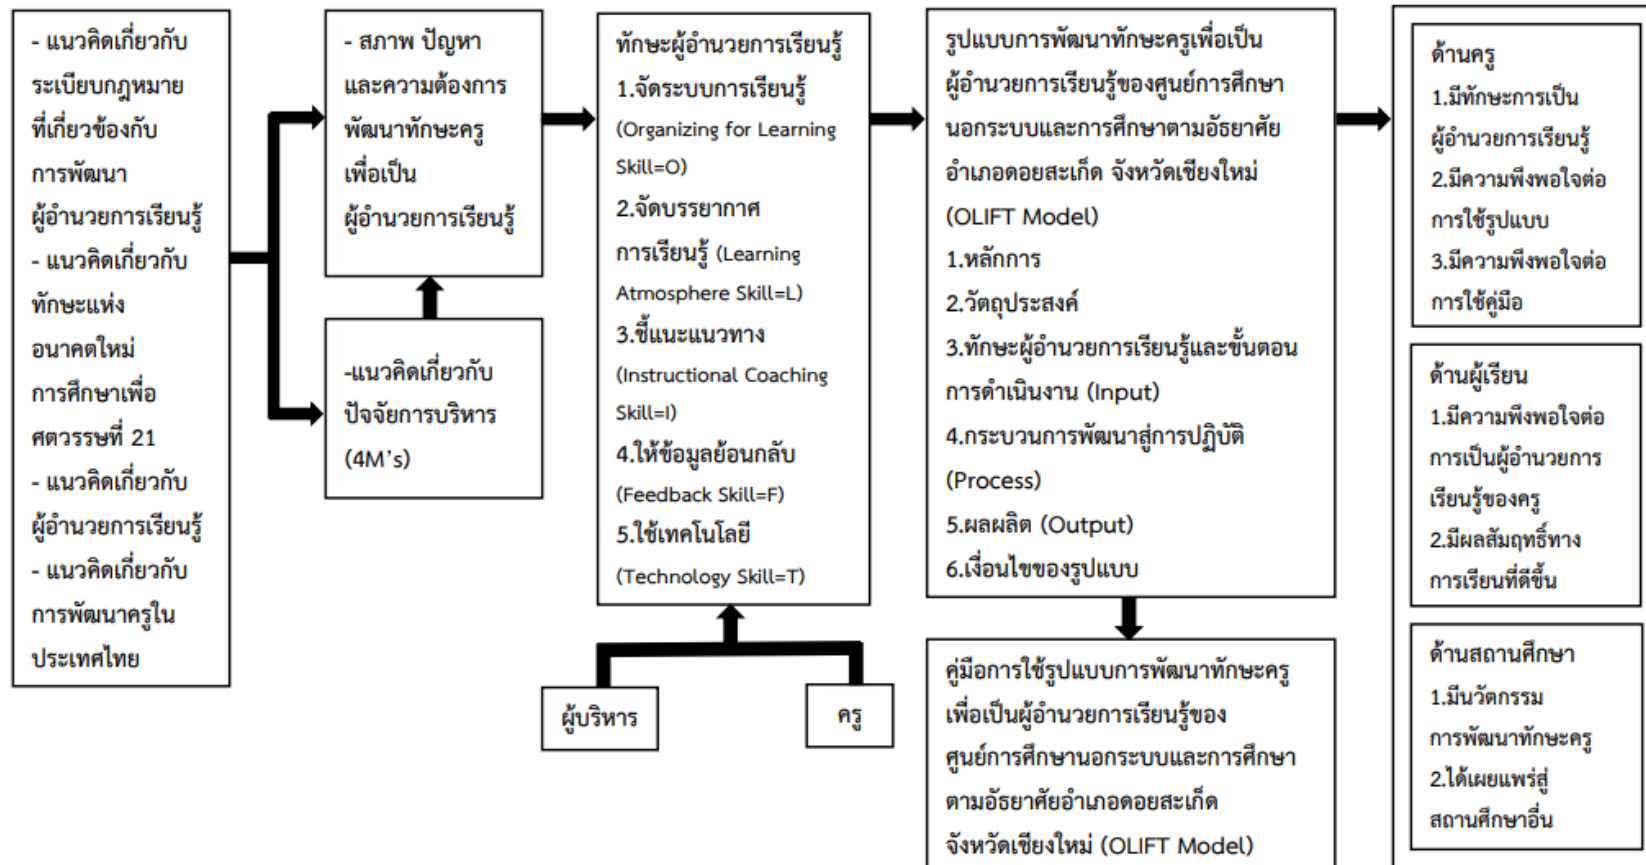 - แนวคิดเกี่ยวกับ
ระเบียบกฎหมาย
ที่เกี่ยวข้องกับ
การพัฒนา
ผู้อำนวยการเรียนรู้
- แนวคิดเกี่ยวกับ
ทักษะแห่ง
อนาคตใหม่
การศึกษาเพื่อ
ศตวรรษที่ 21
- แนวคิดเกี่ยวกับ
ผู้อำนวยการเรียนรู้
- แนวคิดเกี่ยวกับ
การพัฒนาครูใน
ประเทศไทย
- สภาพ ปัญหา
และความต้องการ
พัฒนาทักษะครู
เพื่อเป็น
ผู้อำนวยการเรียนรู้
-แนวคิดเกี่ยวกับ
ปัจจัยการบริหาร
(4M's)
ทักษะผู้อำนวยการเรียนรู้
1.จัดระบบการเรียนรู้
(Organizing for Learning
Skill=O)
2.จัดบรรยากาศ
การเรียนรู้ (Learning
Atmosphere Skill=L)
3.ชี้แนะแนวทาง
(Instructional Coaching
Skill=I)
4.ให้ข้อมูลย้อนกลับ
(Feedback Skill=F)
5.ใช้เทคโนโลยี
(Technology Skill=T)
ผู้บริหาร
ครู
รูปแบบการพัฒนาทักษะครูเพื่อเป็น
ผู้อำนวยการเรียนรู้ของศูนย์การศึกษา
นอกระบบและการศึกษาตามอัธยาศัย
อำเภอดอยสะเก็ด จังหวัดเชียงใหม่
(OLIFT Model)
1.หลักการ
2.วัตถุประสงค์
3.ทักษะผู้อำนวยการเรียนรู้และขั้นตอน
การดำเนินงาน (Input)
4.กระบวนการพัฒนาสู่การปฏิบัติ
(Process)
5.ผลผลิต (Output)
6.เงื่อนไขของรูปแบบ
คู่มือการใช้รูปแบบการพัฒนาทักษะครู
เพื่อเป็นผู้อำนวยการเรียนรู้ของ
ศูนย์การศึกษานอกระบบและการศึกษา
ตามอัธยาศัยอำเภอดอยสะเก็ด
จังหวัดเชียงใหม่ (OLIFT Model)
ด้านครู
1.มีทักษะการเป็น
ผู้อำนวยการเรียนรู้
2.มีความพึงพอใจต่อ
การใช้รูปแบบ
3.มีความพึงพอใจต่อ
การใช้คู่มือ
ด้านผู้เรียน
1.มีความพึงพอใจต่อ
การเป็นผู้อำนวยการ
เรียนรู้ของครู
2.มีผลสัมฤทธิ์ทาง
การเรียนที่ดีขึ้น
ด้านสถานศึกษา
1.มีนวัตกรรม
การพัฒนาทักษะครู
2.ได้เผยแพร่สู่
สถานศึกษาอื่น